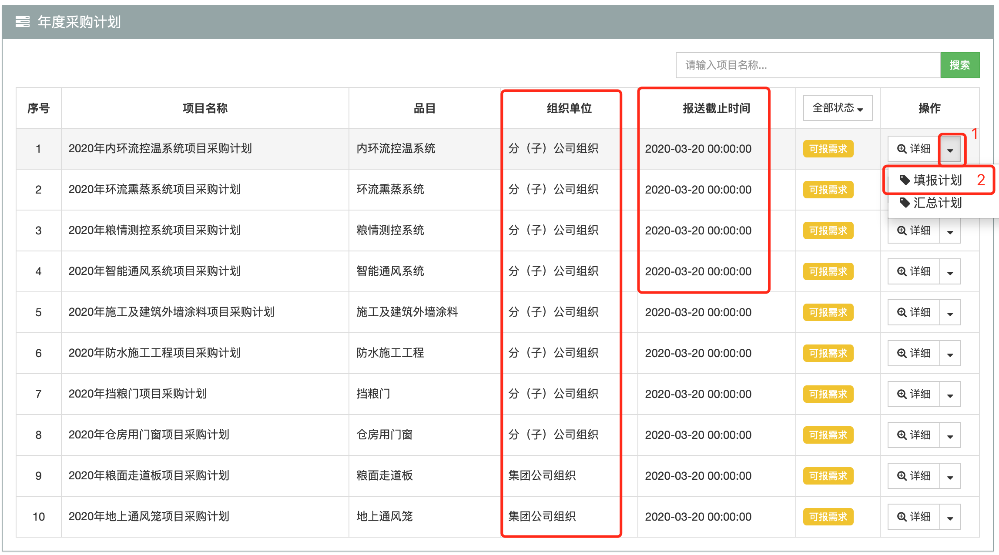 年度采购计划
请输入项目名称... 搜索
序号 项目名称 品目 组织单位 报送截止时间 全部状态 操作
1
1 2020年内环流控温系统项目采购计划 内环流控温系统 分（子）公司组织 2020-03-20 00:00:00 可报需求 详细
填报计划 2
2 2020年环流熏蒸系统项目采购计划 环流熏蒸系统 分（子）公司组织 2020-03-20 00:00:00 可报需求
汇总计划
3 2020年粮情测控系统项目采购计划 粮情测控系统 分（子）公司组织 2020-03-20 00:00:00 可报需求 详细
4 2020年智能通风系统项目采购计划 智能通风系统 分（子）公司组织 2020-03-20 00:00:00 可报需求 详细
5 2020年施工及建筑外墙涂料项目采购计划 施工及建筑外墙涂料 分（子）公司组织 2020-03-20 00:00:00 可报需求 详细
6 2020年防水施工工程项目采购计划 防水施工工程 分（子）公司组织 2020-03-20 00:00:00 可报需求 详细
7 2020年挡粮门项目采购计划 挡粮门 分（子）公司组织 2020-03-20 00:00:00 可报需求 详细
8 2020年仓房用门窗项目采购计划 仓房用门窗 分（子）公司组织 2020-03-20 00:00:00 可报需求 详细
9 2020年粮面走道板项目采购计划 粮面走道板 集团公司组织 2020-03-20 00:00:00 可报需求 详细
10 2020年地上通风笼项目采购计划 地上通风笼 集团公司组织 2020-03-20 00:00:00 可报需求 详细